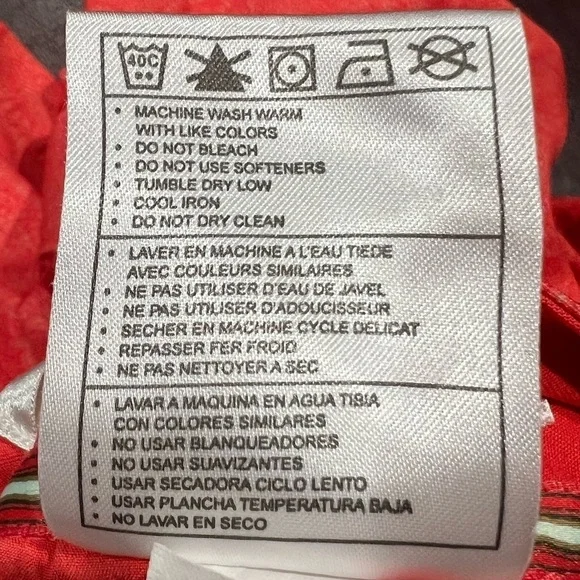 40C
• MACHINE WASH WARM
WITH LIKE COLORS
• DO NOT BLEACH
• DO NOT USE SOFTENERS
• TUMBLE DRY LOW
• COOL IRON
• DO NOT DRY CLEAN
• LAVER EN MACHINE A L'EAU TIEDE
AVEC COULEURS SIMILAIRES
• NE PAS UTILISER D'EAU DE JAVEL
• NE PAS UTILISER D'ADOUCISSEUR
• SECHER EN MACHINE CYCLE DELICAT
• REPASSER FER FROID
• NE PAS NETTOYER A SEC
• LAVAR A MAQUINA EN AGUA TIBIA
CON COLORES SIMILARES
• NO USAR BLANQUEADORES
• NO USAR SUAVIZANTES
• USAR SECADORA CICLO LENTO
• USAR PLANCHA TEMPERATURA BAJA
• NO LAVAR EN SECO